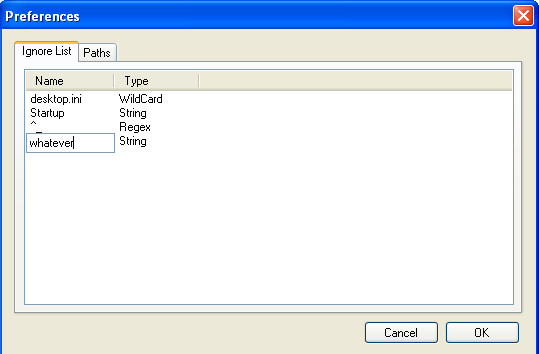 Preferences
Ignore List Paths
Name Type
desktop.ini WildCard
Startup String
^_ Regex
whatever String
Cancel OK